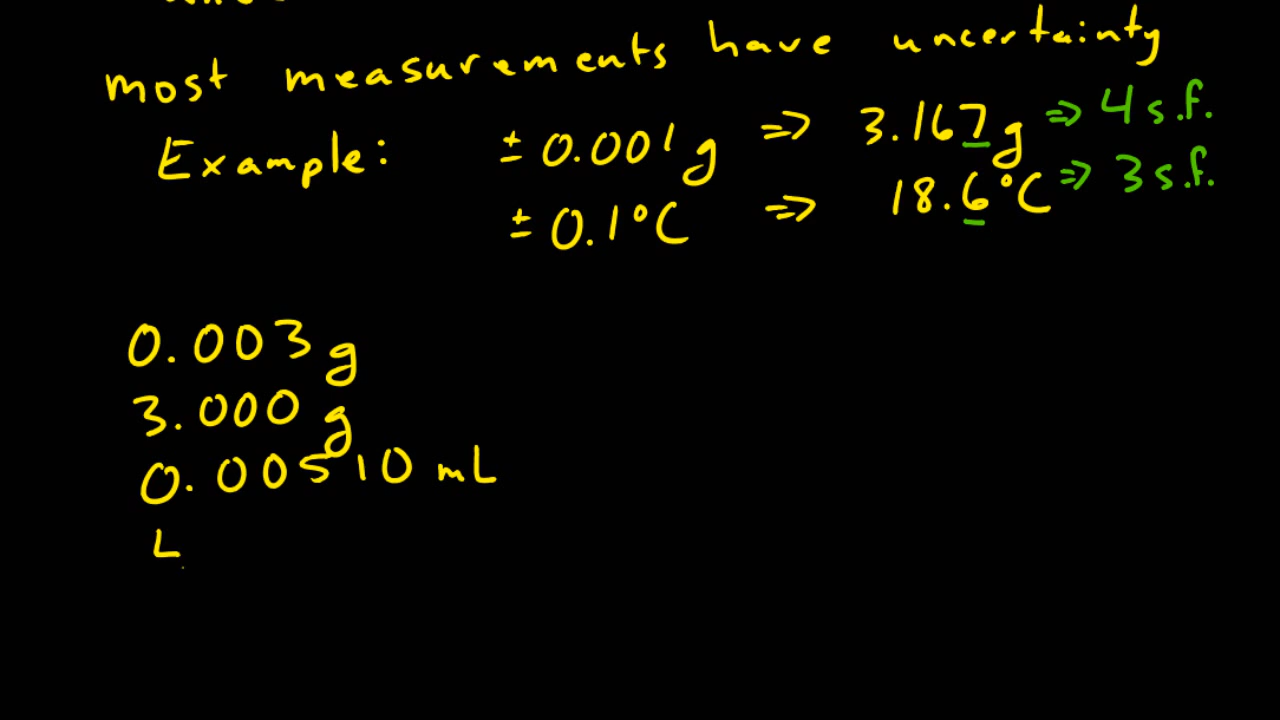 most measurements have uncertainty
Example: ± 0.001 g ⇒ 3.167 g ⇒ 4 s.f.
± 0.1°C ⇒ 18.6°C ⇒ 3 s.f.
0.003 g
3.000 g
0.00510 mL